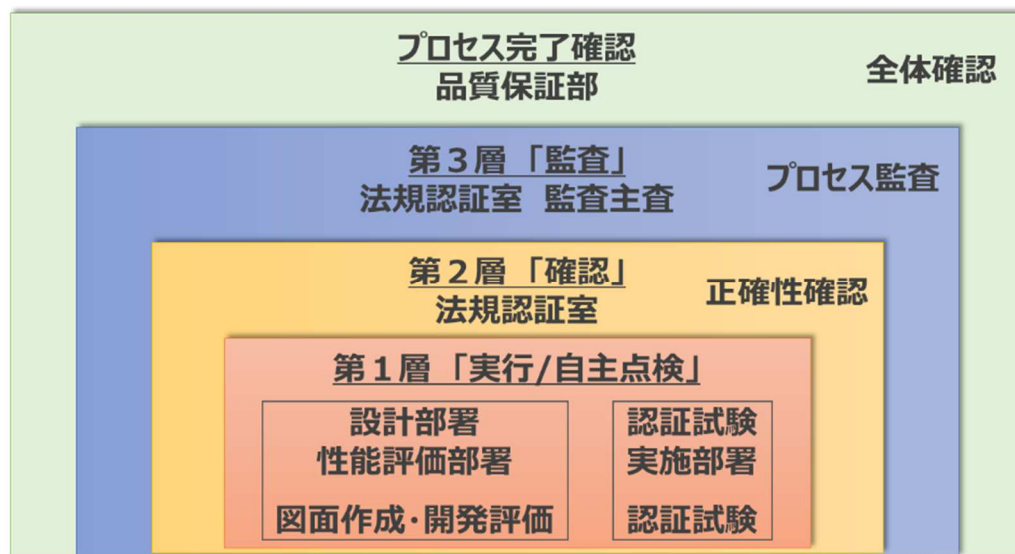 プロセス完了確認
品質保証部
全体確認
第３層「監査」
法規認証室 監査主査
プロセス監査
第２層「確認」
法規認証室
正確性確認
第１層「実行/自主点検」
設計部署
性能評価部署
図面作成・開発評価
認証試験
実施部署
認証試験